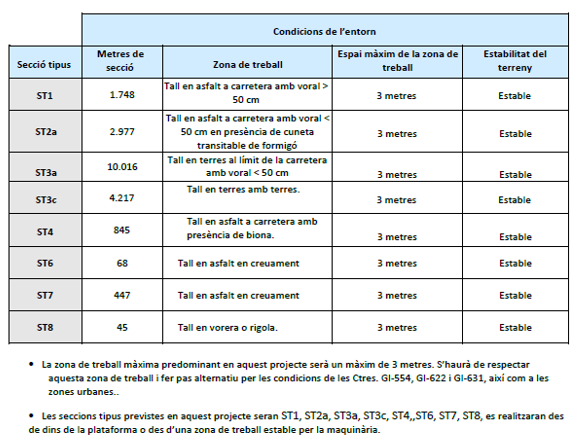 Condicions de l’entorn
Secció tipus
Metres de
secció
Zona de treball
Espai màxim de la zona de
treball
Estabilitat del
terreny
ST1
1.748
Tall en asfalt a carretera amb voral >
50 cm
3 metres
Estable
ST2a
2.977
Tall en asfalt a carretera amb voral <
50 cm en presència de cuneta
transitable de formigó
3 metres
Estable
ST3a
10.016
Tall en terres al límit de la carretera
amb voral < 50 cm
3 metres
Estable
ST3c
4.217
Tall en terres amb terres.
3 metres
Estable
ST4
845
Tall en asfalt a carretera amb
presència de biona.
3 metres
Estable
ST6
68
Tall en asfalt en creuament
3 metres
Estable
ST7
447
Tall en asfalt en creuament
3 metres
Estable
ST8
45
Tall en vorera o rigola.
3 metres
Estable
• La zona de treball màxima predominant en aquest projecte serà un màxim de 3 metres. S’haurà de respectar
aquesta zona de treball i fer pas alternatiu per les condicions de les Ctres. GI-554, GI-622 i GI-631, així com a les
zones urbanes..
• Les seccions tipus previstes en aquest projecte seran ST1, ST2a, ST3a, ST3c, ST4,,ST6, ST7, ST8, es realitzaran des
de dins de la plataforma o des d’una zona de treball estable per la maquinària.